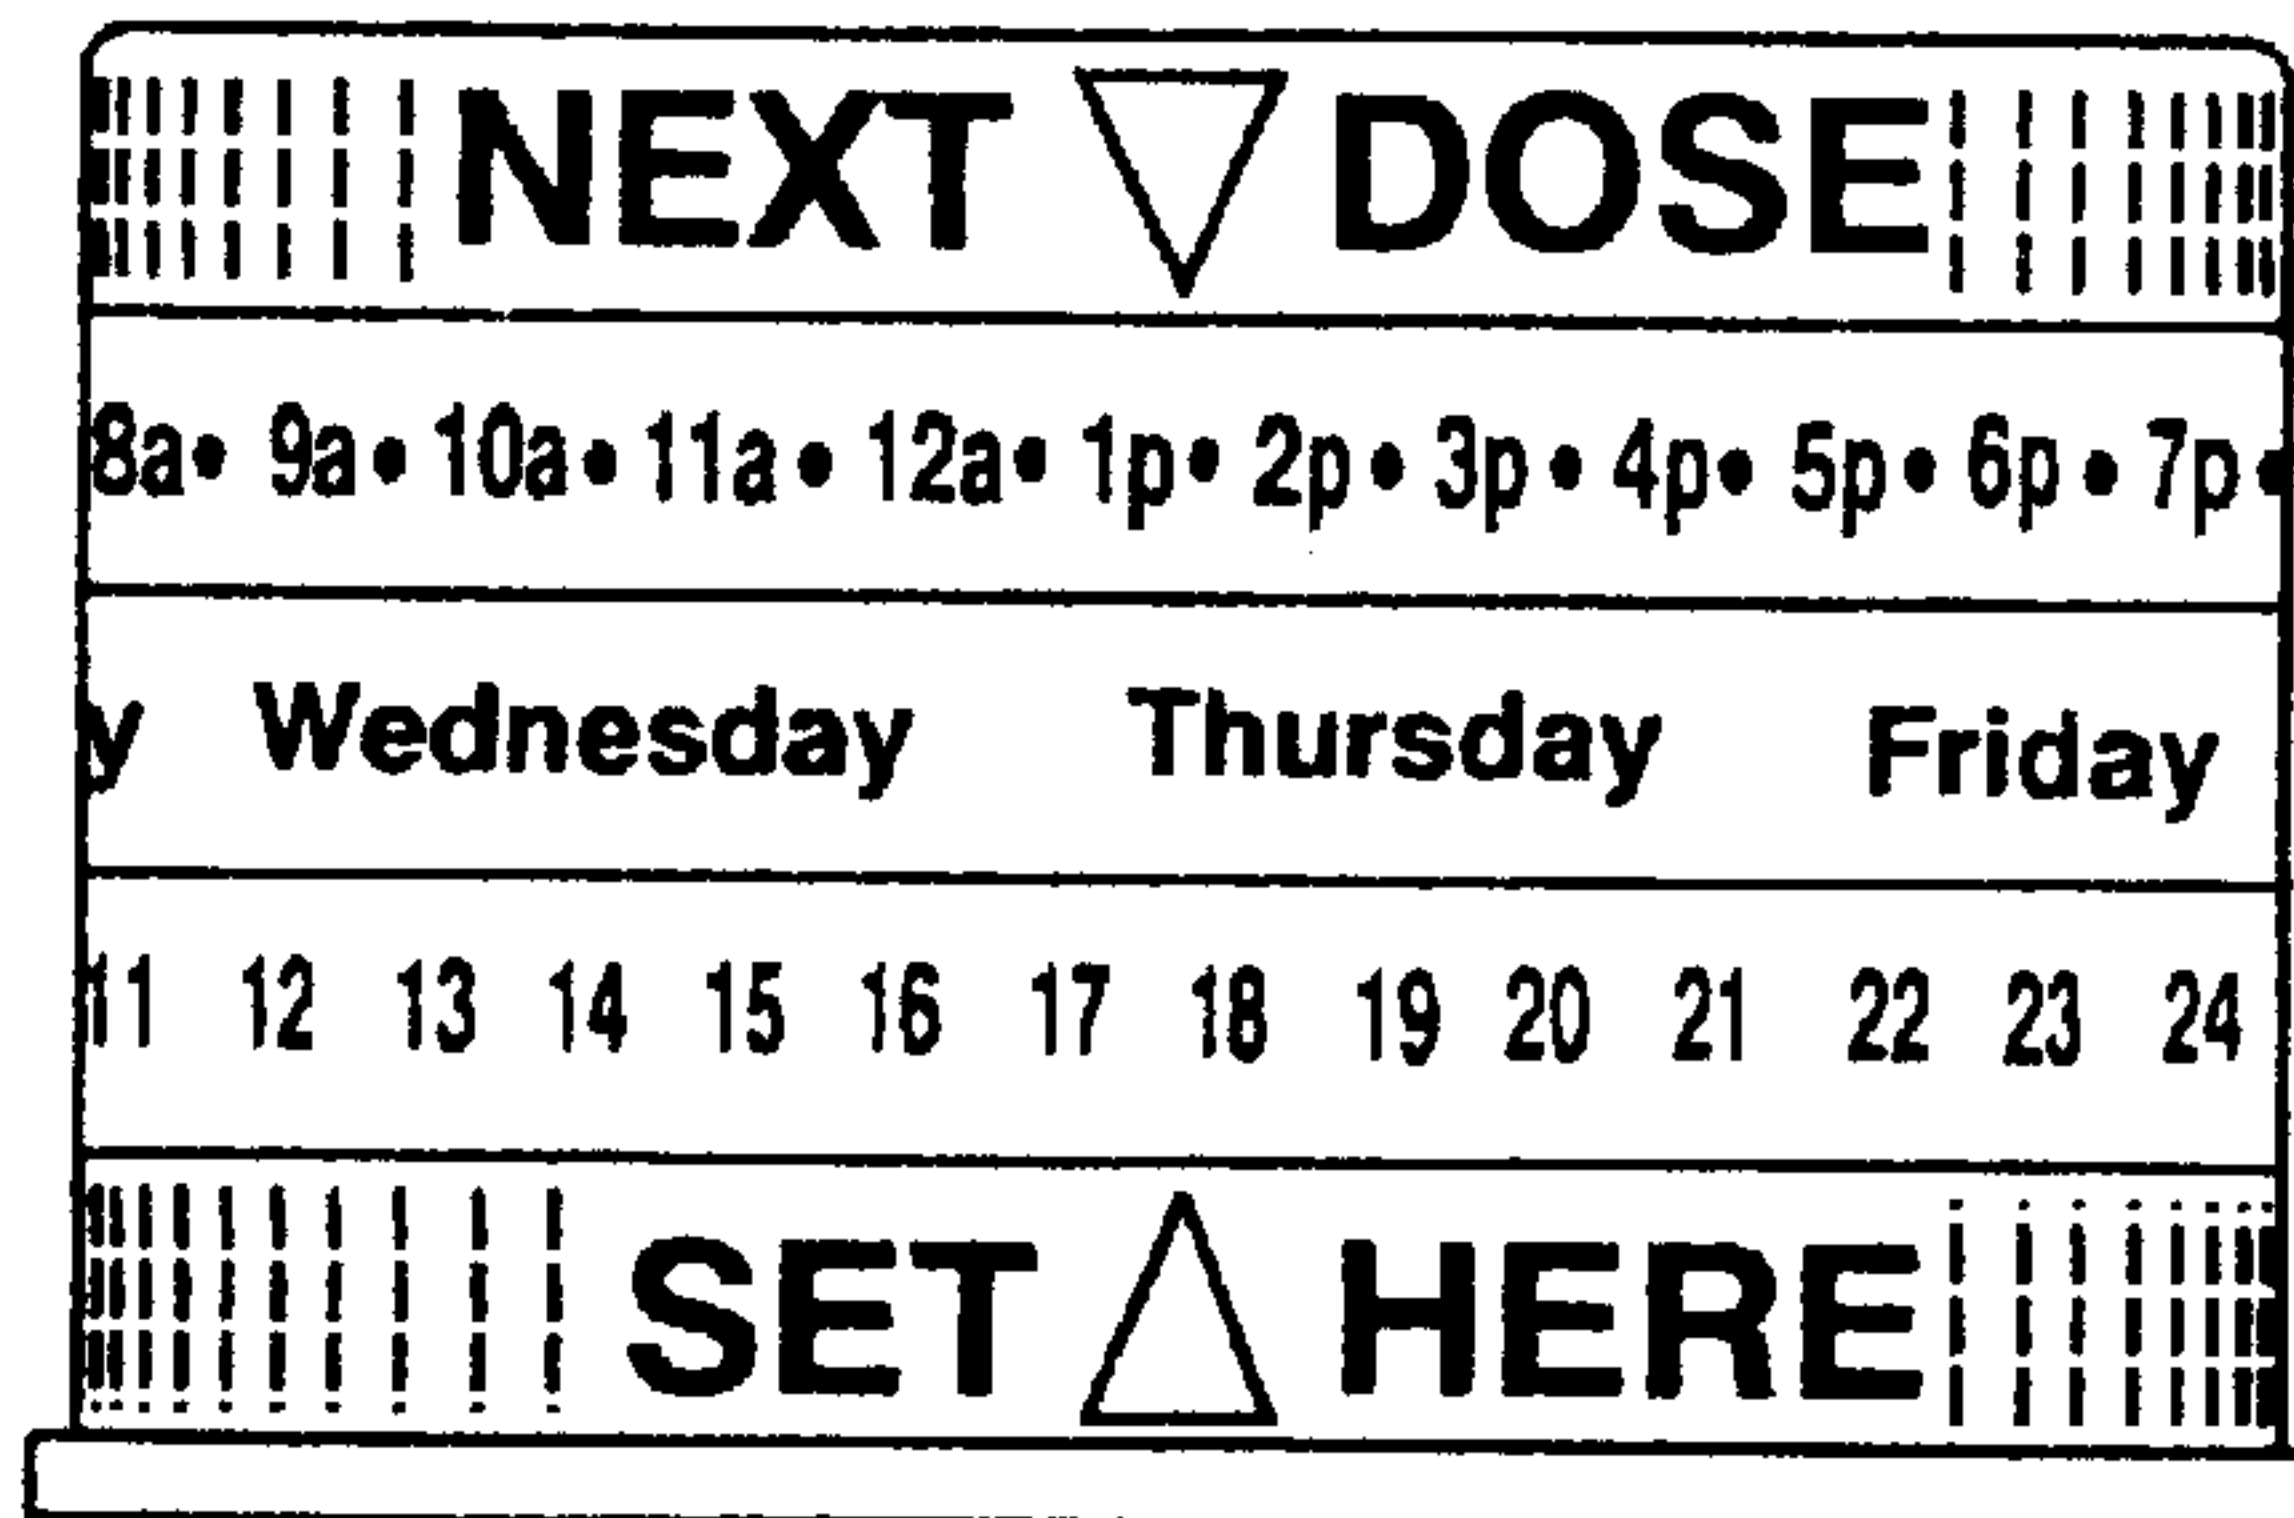 NEXT DOSE
8a• 9a• 10a• 11a• 12a• 1p• 2p• 3p• 4p• 5p• 6p• 7p•
y Wednesday Thursday Friday
11 12 13 14 15 16 17 18 19 20 21 22 23 24
SET HERE